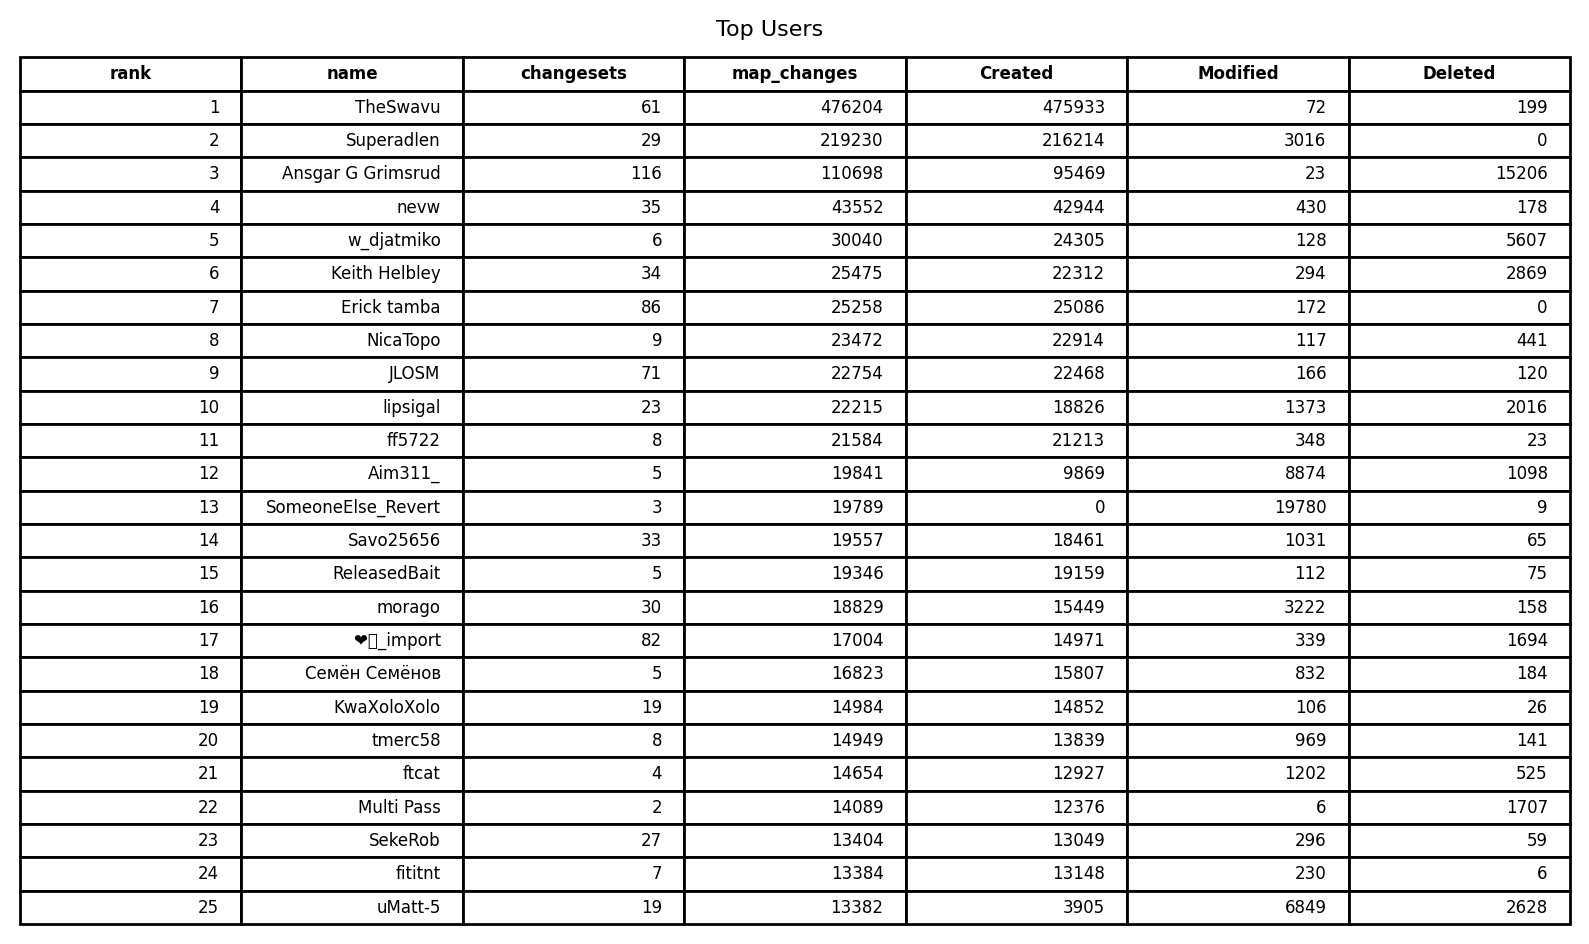 Top Users
rank name changesets map_changes Created Modified Deleted
1 TheSwavu 61 476204 475933 72 199
2 Superadlen 29 219230 216214 3016 0
3 Ansgar G Grimsrud 116 110698 95469 23 15206
4 nevw 35 43552 42944 430 178
5 w_djatmiko 6 30040 24305 128 5607
6 Keith Helbley 34 25475 22312 294 2869
7 Erick tamba 86 25258 25086 172 0
8 NicaTopo 9 23472 22914 117 441
9 JLOSM 71 22754 22468 166 120
10 lipsigal 23 22215 18826 1373 2016
11 ff5722 8 21584 21213 348 23
12 Aim311_ 5 19841 9869 8874 1098
13 SomeoneElse_Revert 3 19789 0 19780 9
14 Savo25656 33 19557 18461 1031 65
15 ReleasedBait 5 19346 19159 112 75
16 morago 30 18829 15449 3222 158
17 ❤▯_import 82 17004 14971 339 1694
18 Семён Семёнов 5 16823 15807 832 184
19 KwaXoloXolo 19 14984 14852 106 26
20 tmerc58 8 14949 13839 969 141
21 ftcat 4 14654 12927 1202 525
22 Multi Pass 2 14089 12376 6 1707
23 SekeRob 27 13404 13049 296 59
24 fititnt 7 13384 13148 230 6
25 uMatt-5 19 13382 3905 6849 2628